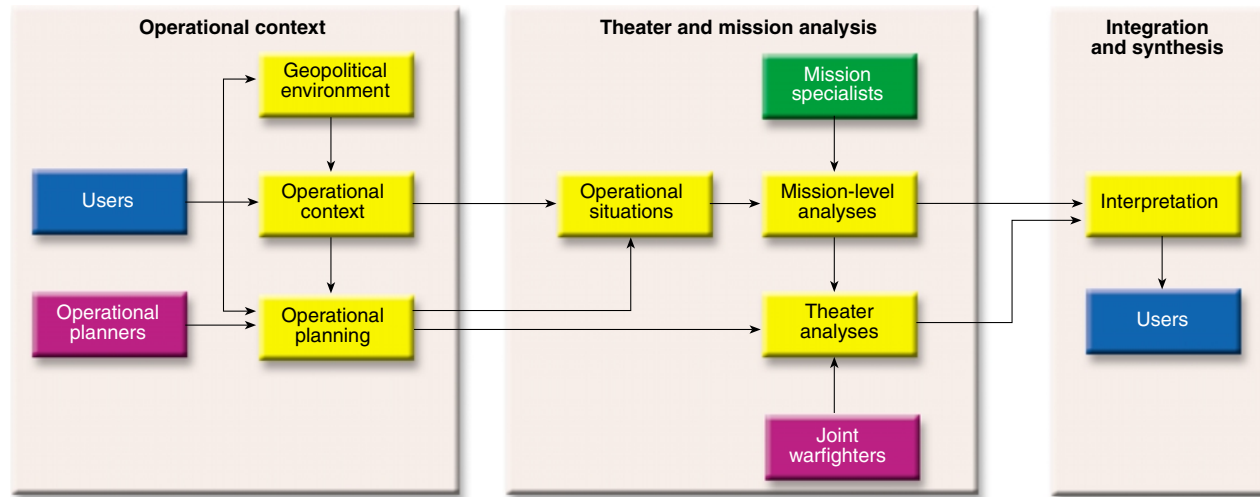 Operational context
Geopolitical
environment
Users
Operational
context
Operational
planners
Operational
planning
Theater and mission analysis
Mission
specialists
Operational
situations
Mission-level
analyses
Theater
analyses
Joint
warfighters
Integration
and synthesis
Interpretation
Users